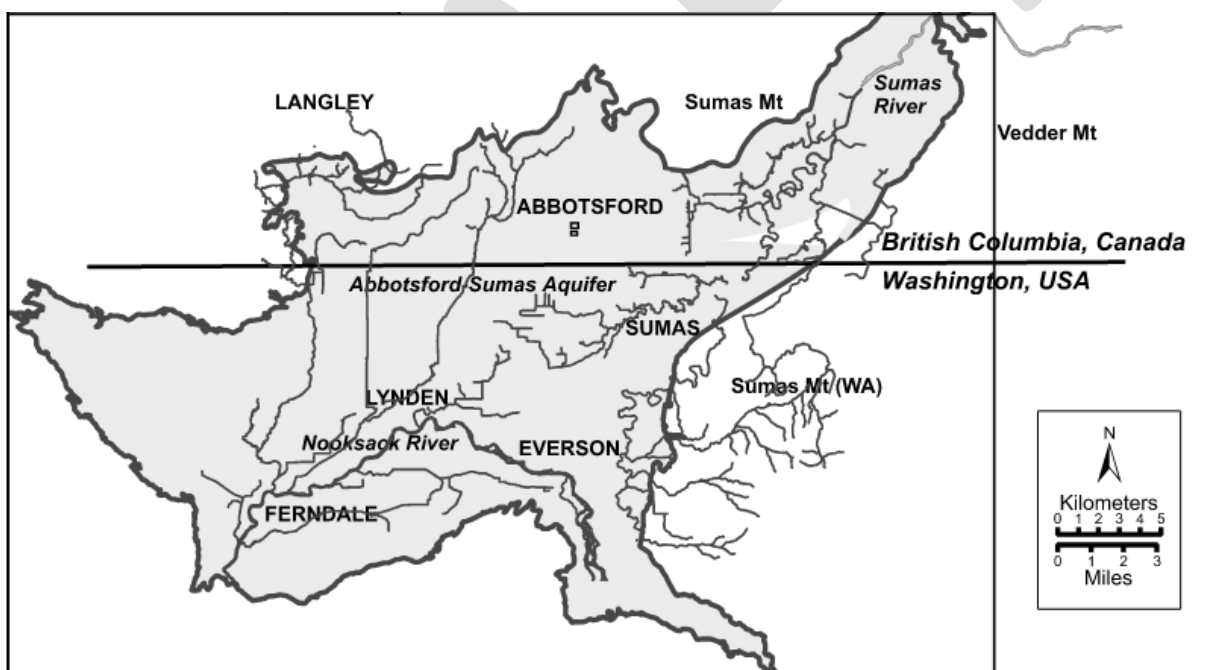 LANGLEY
Sumas Mt
Sumas
River
Vedder Mt
ABBOTSFORD
British Columbia, Canada
Abbotsford-Sumas Aquifer
Washington, USA
SUMAS
LYNDEN
Sumas Mt (WA)
Nooksack River
EVERSON
FERNDALE
N
Kilometers
0 1 2 3 4 5
0 1 2 3
Miles